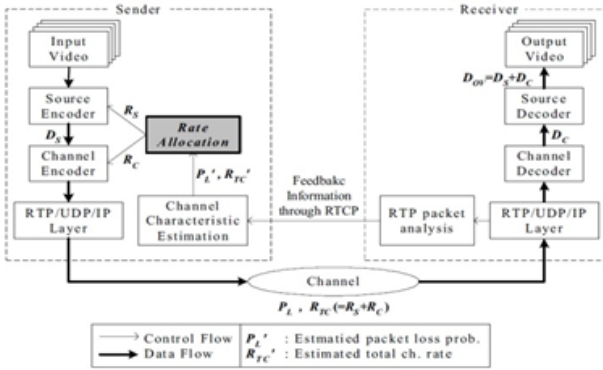 Sender
Receiver
Input
Video
Output
Video
D_OV=D_S+D_C
Source
Encoder
R_S
Rate
Allocation
Source
Decoder
D_S
D_C
Channel
Encoder
R_C
P_L', R_TC'
Channel
Decoder
Feedbakc
Information
through RTCP
RTP/UDP/IP
Layer
Channel
Characteristic
Estimation
RTP packet
analysis
RTP/UDP/IP
Layer
Channel
P_L , R_TC(=R_S+R_C)
Control Flow
Data Flow
P_L' : Estmatied packet loss prob.
R_TC' : Estimated total ch. rate